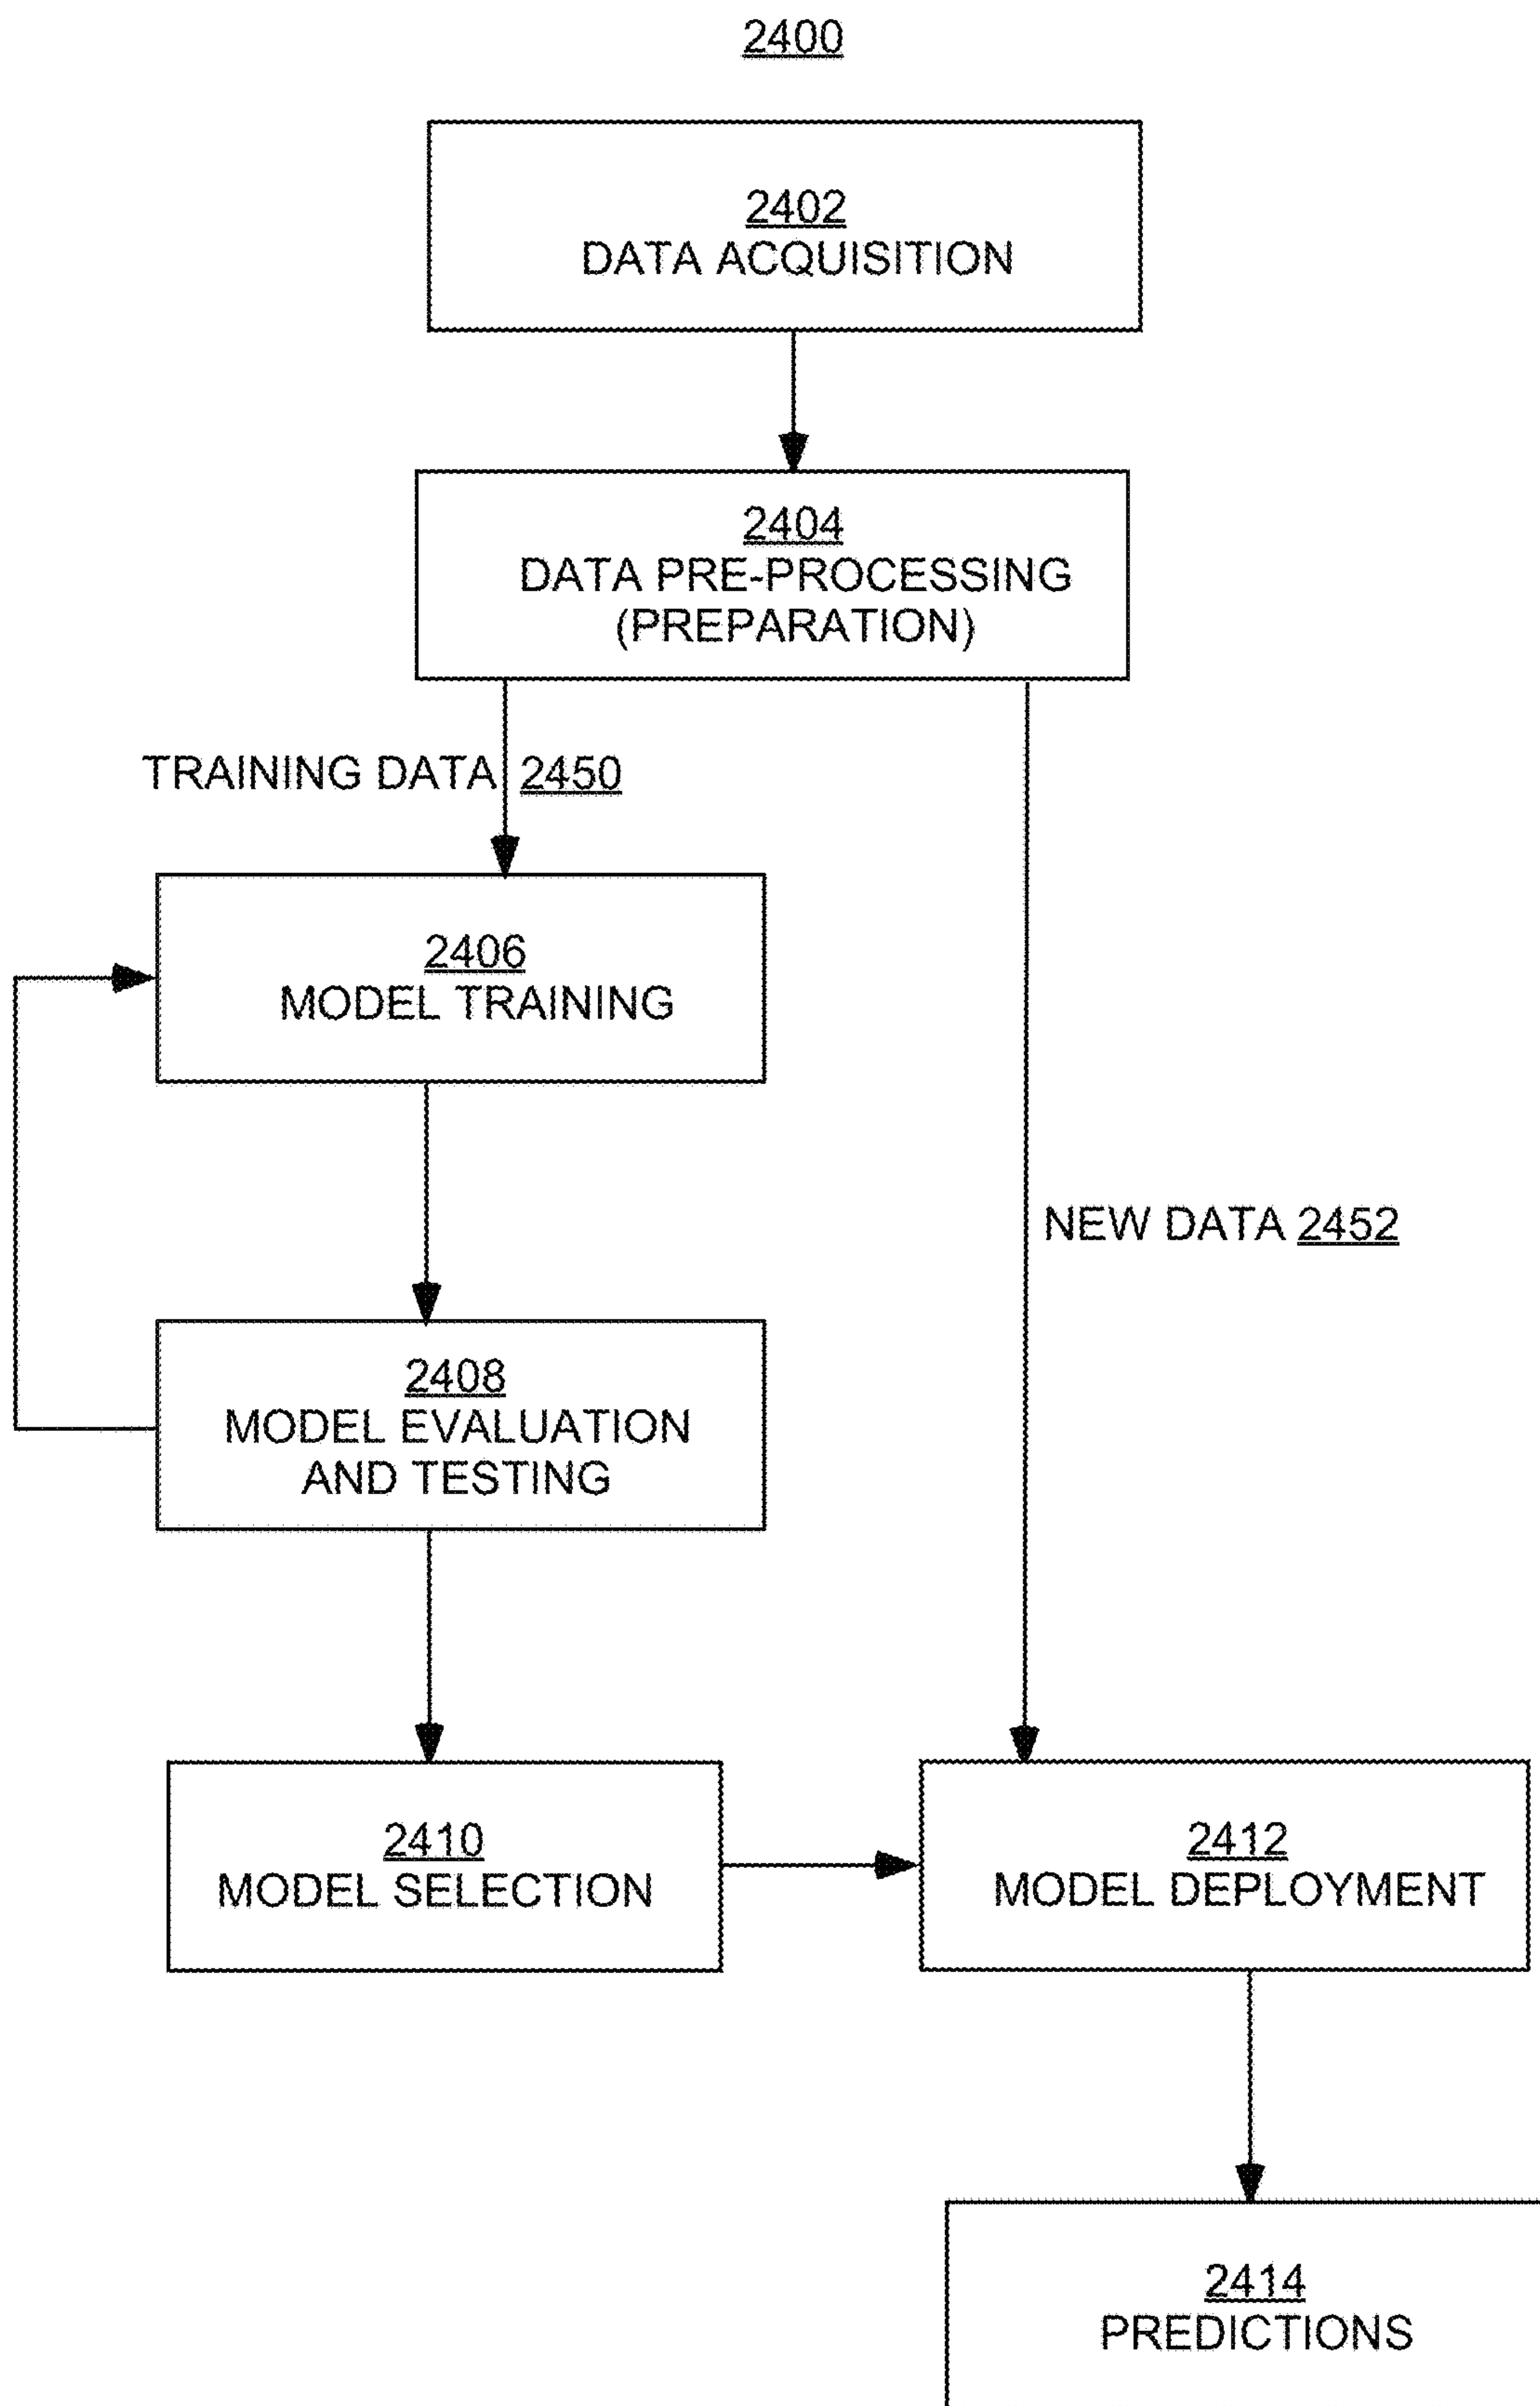 2400
2402
DATA ACQUISITION
2404
DATA PRE-PROCESSING
(PREPARATION)
TRAINING DATA 2450
2406
MODEL TRAINING
NEW DATA 2452
2408
MODEL EVALUATION
AND TESTING
2410
MODEL SELECTION
2412
MODEL DEPLOYMENT
2414
PREDICTIONS